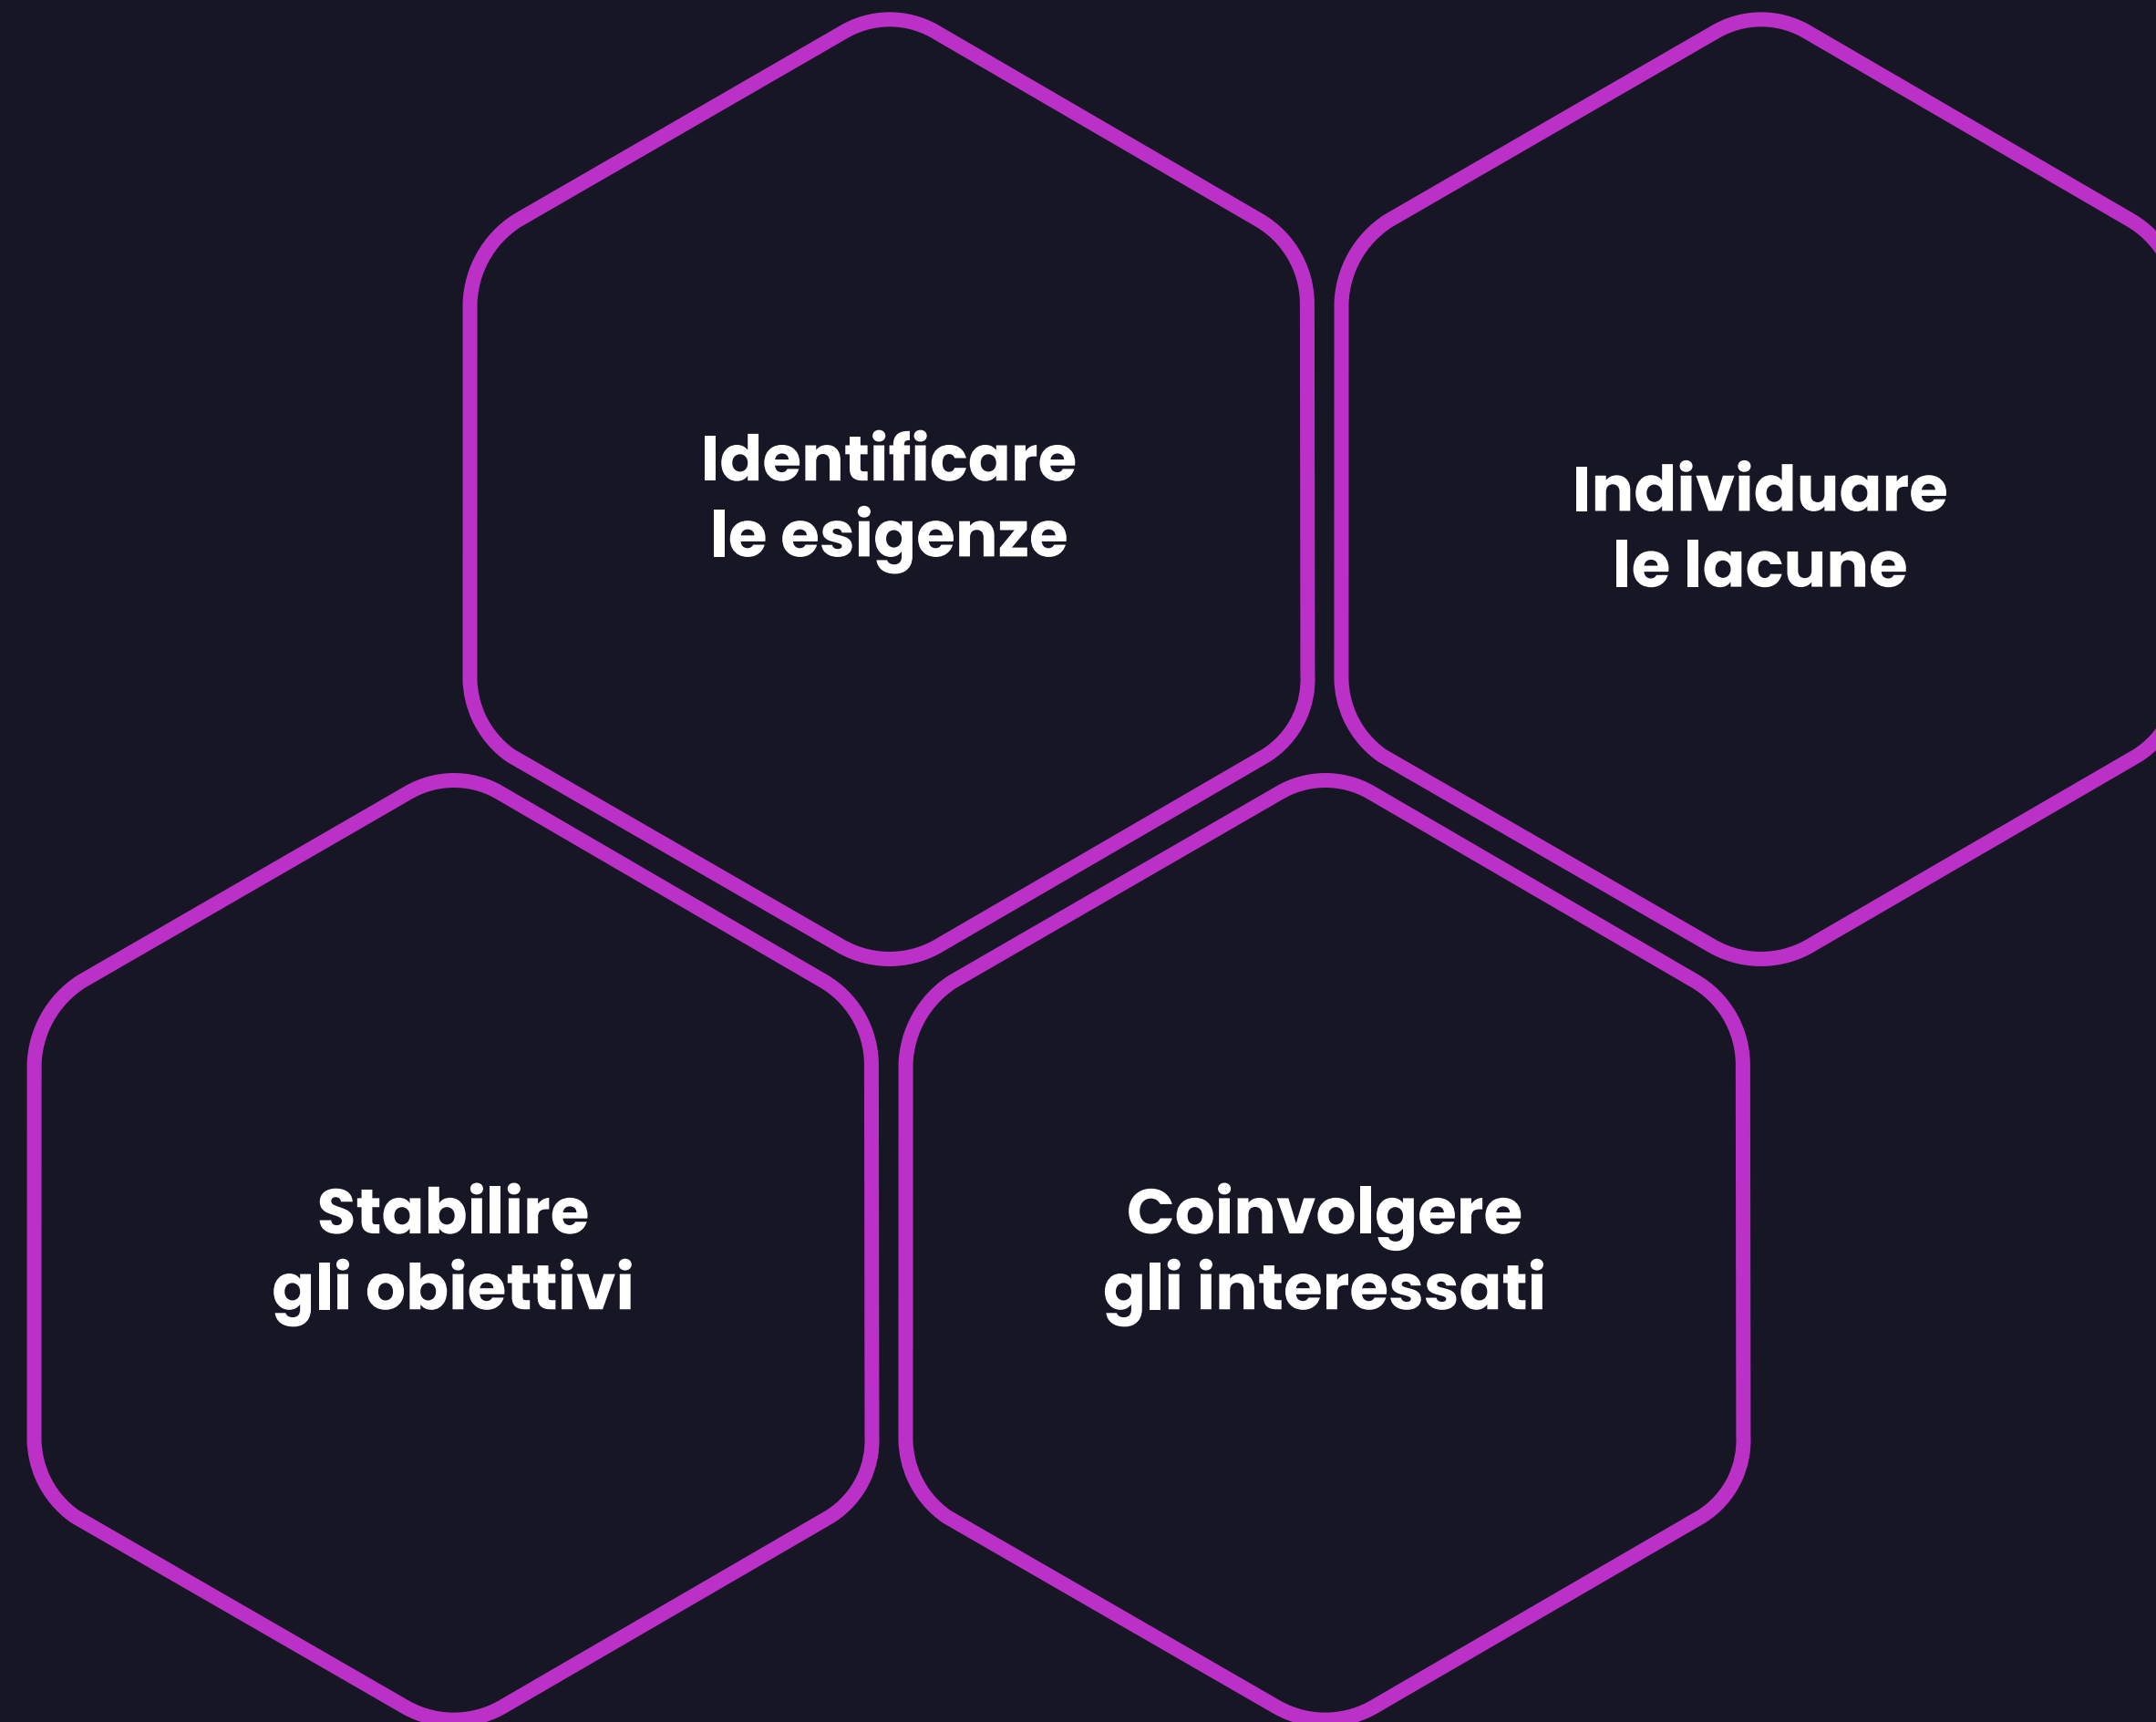 Identificare
le esigenze
Individuare
le lacune
Stabilire
gli obiettivi
Coinvolgere
gli interessati